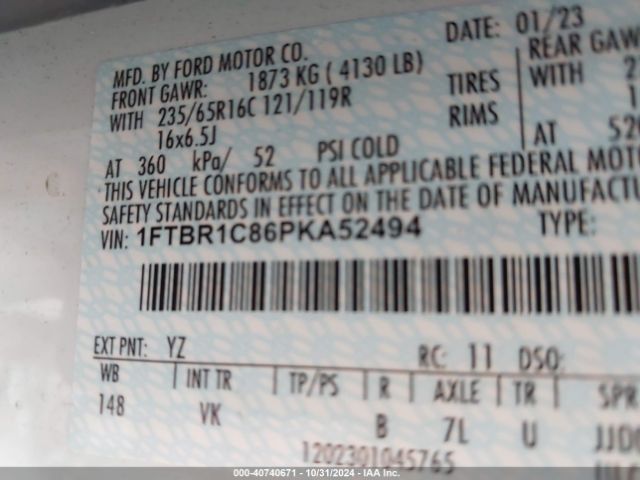 MFD. BY FORD MOTOR CO. DATE: 01/23
FRONT GAWR: 1873 KG ( 4130 LB) REAR
WITH 235/65R16C 121/119R TIRES WITH
16x6.5J RIMS
AT 360 kPa/ 52 PSI COLD AT
THIS VEHICLE CONFORMS TO ALL APPLICABLE FEDERAL
SAFETY STANDARDS IN EFFECT ON THE DATE OF
VIN: 1FTBR1C86PKA52494 TYPE:
EXT PNT: YZ RC: 11 DSO:
WB INT TR TP/PS R AXLE TR SPR
148 VK B 7L U
1202301045765
000-40740671 - 10/31/2024 - IAA Inc.